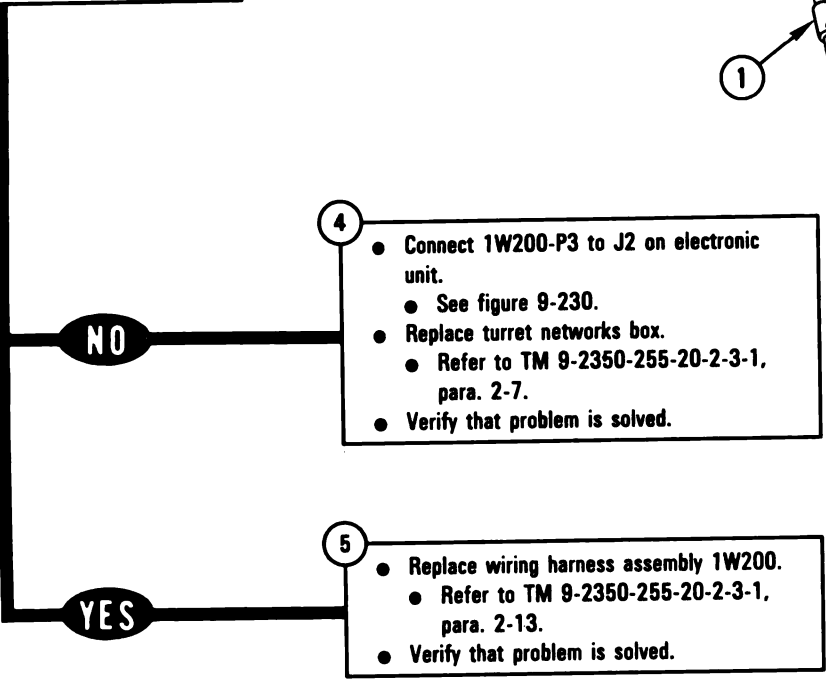 1
4
● Connect 1W200-P3 to J2 on electronic
unit.
● See figure 9-230.
NO
● Replace turret networks box.
● Refer to TM 9-2350-255-20-2-3-1,
para. 2-7.
● Verify that problem is solved.
5
● Replace wiring harness assembly 1W200.
● Refer to TM 9-2350-255-20-2-3-1,
YES
para. 2-13.
● Verify that problem is solved.